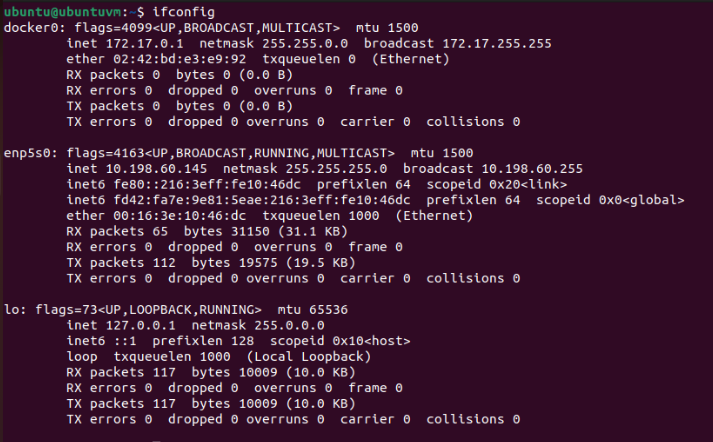 ubuntu@ubuntuvm:~$ ifconfig
docker0: flags=4099<UP,BROADCAST,MULTICAST>  mtu 1500
        inet 172.17.0.1  netmask 255.255.0.0  broadcast 172.17.255.255
        ether 02:42:bd:e3:e9:92  txqueuelen 0  (Ethernet)
        RX packets 0  bytes 0 (0.0 B)
        RX errors 0  dropped 0  overruns 0  frame 0
        TX packets 0  bytes 0 (0.0 B)
        TX errors 0  dropped 0 overruns 0  carrier 0  collisions 0

enp5s0: flags=4163<UP,BROADCAST,RUNNING,MULTICAST>  mtu 1500
        inet 10.198.60.145  netmask 255.255.255.0  broadcast 10.198.60.255
        inet6 fe80::216:3eff:fe10:46dc  prefixlen 64  scopeid 0x20<link>
        inet6 fd42:fa7e:9e81:5eae:216:3eff:fe10:46dc  prefixlen 64  scopeid 0x0<global>
        ether 00:16:3e:10:46:dc  txqueuelen 1000  (Ethernet)
        RX packets 65  bytes 31150 (31.1 KB)
        RX errors 0  dropped 0  overruns 0  frame 0
        TX packets 112  bytes 19575 (19.5 KB)
        TX errors 0  dropped 0 overruns 0  carrier 0  collisions 0

lo: flags=73<UP,LOOPBACK,RUNNING>  mtu 65536
        inet 127.0.0.1  netmask 255.0.0.0
        inet6 ::1  prefixlen 128  scopeid 0x10<host>
        loop  txqueuelen 1000  (Local Loopback)
        RX packets 117  bytes 10009 (10.0 KB)
        RX errors 0  dropped 0  overruns 0  frame 0
        TX packets 117  bytes 10009 (10.0 KB)
        TX errors 0  dropped 0 overruns 0  carrier 0  collisions 0